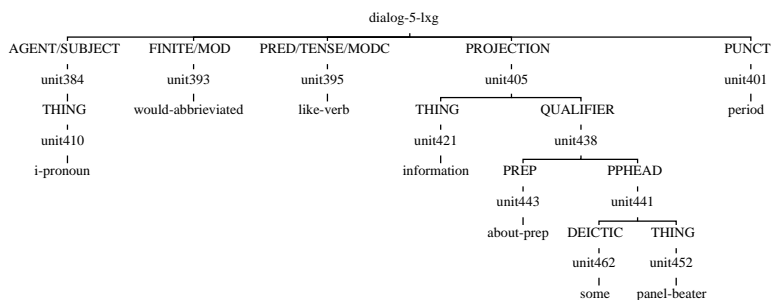 dialog-5-lxg
AGENT/SUBJECT FINITE/MOD PRED/TENSE/MODC PROJECTION PUNCT
unit384 unit393 unit395 unit405 unit401
THING would-abbrieviated like-verb THING QUALIFIER period
unit410 unit421 unit438
i-pronoun information PREP PPHEAD
unit443 unit441
about-prep DEICTIC THING
unit462 unit452
some panel-beater